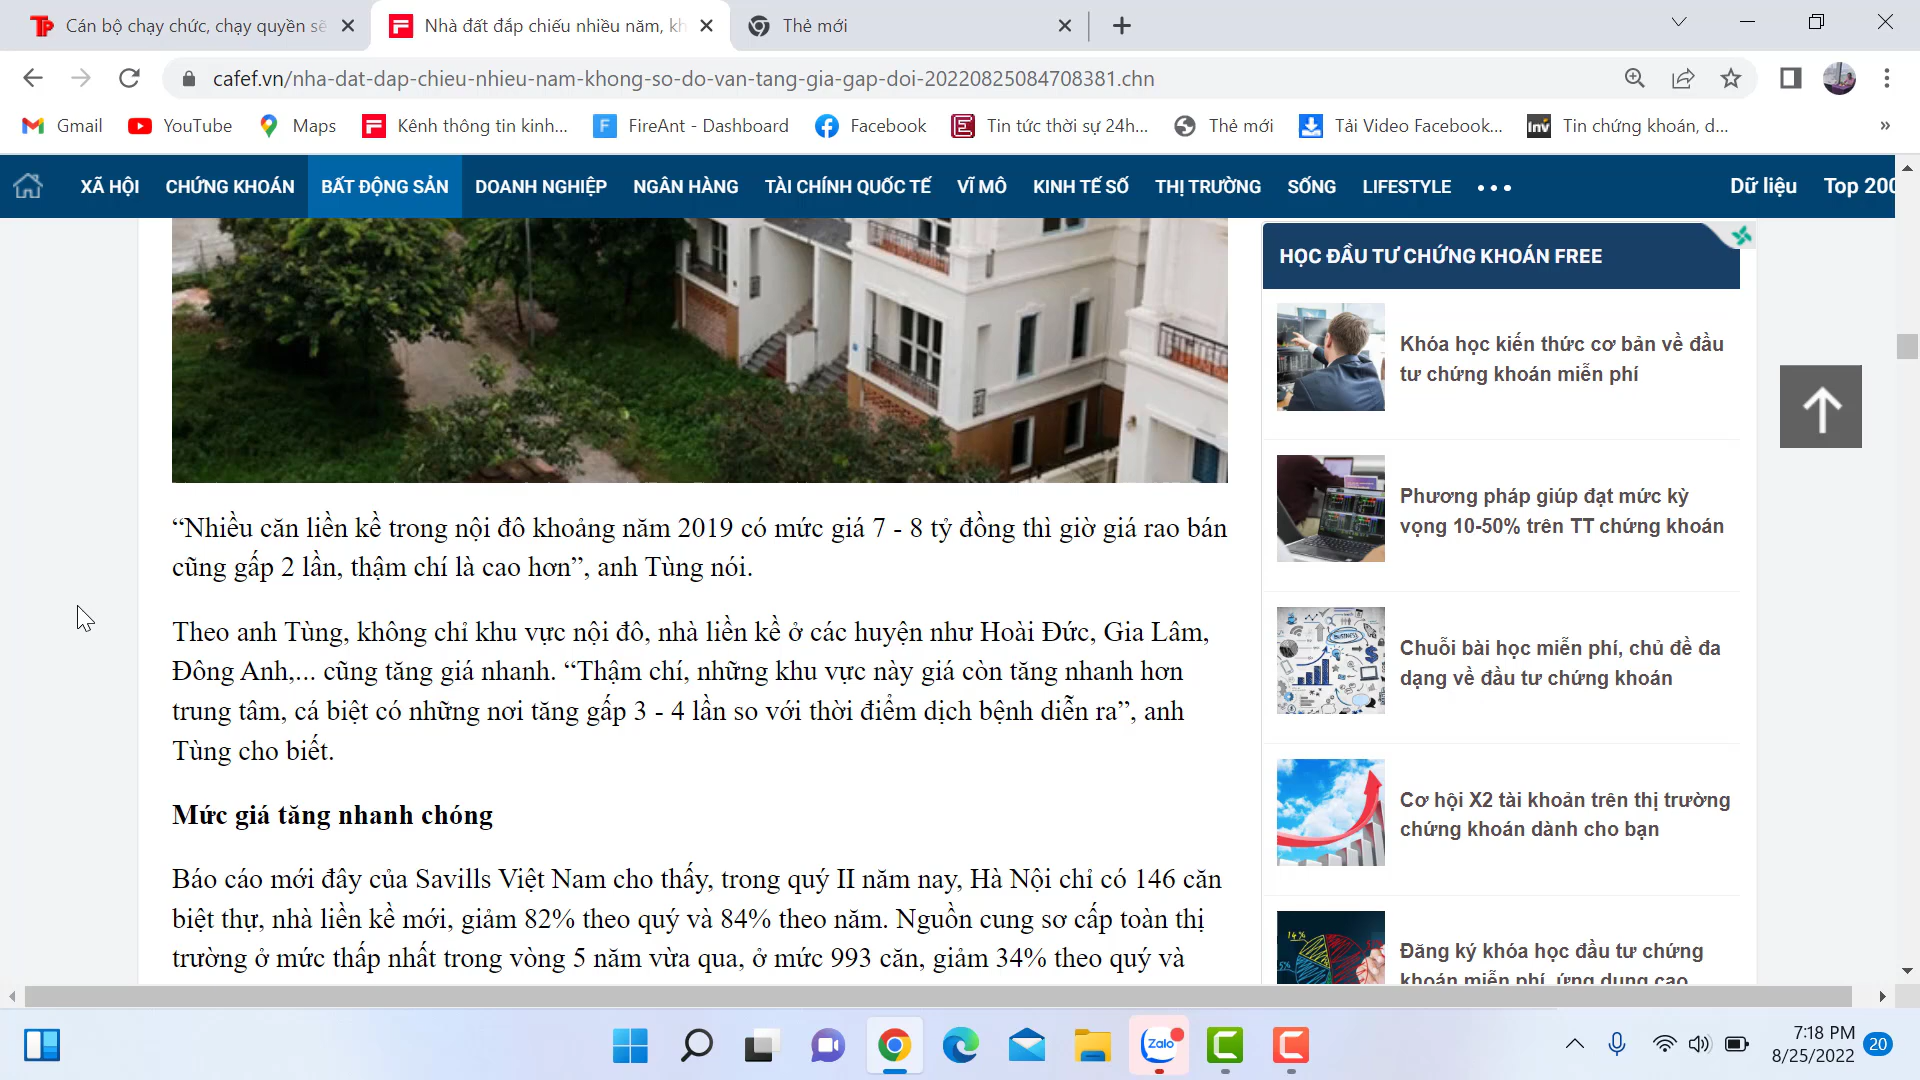 Cán bộ chạy chức, chạy quyền sẽ
Nhà đất đắp chiếu nhiều năm, kh
Thẻ mới
cafef.vn/nha-dat-dap-chieu-nhieu-nam-khong-so-do-van-tang-gia-gap-doi-20220825084708381.chn
Gmail YouTube Maps Kênh thông tin kinh... FireAnt - Dashboard Facebook Tin tức thời sự 24h... Thẻ mới Tải Video Facebook... Tin chứng khoán, d... »
XÃ HỘI CHỨNG KHOÁN BẤT ĐỘNG SẢN DOANH NGHIỆP NGÂN HÀNG TÀI CHÍNH QUỐC TẾ VĨ MÔ KINH TẾ SỐ THỊ TRƯỜNG SỐNG LIFESTYLE ••• Dữ liệu Top 200
“Nhiều căn liền kề trong nội đô khoảng năm 2019 có mức giá 7 - 8 tỷ đồng thì giờ giá rao bán
cũng gấp 2 lần, thậm chí là cao hơn”, anh Tùng nói.
Theo anh Tùng, không chỉ khu vực nội đô, nhà liền kề ở các huyện như Hoài Đức, Gia Lâm,
Đông Anh,... cũng tăng giá nhanh. “Thậm chí, những khu vực này giá còn tăng nhanh hơn
trung tâm, cá biệt có những nơi tăng gấp 3 - 4 lần so với thời điểm dịch bệnh diễn ra”, anh
Tùng cho biết.
Mức giá tăng nhanh chóng
Báo cáo mới đây của Savills Việt Nam cho thấy, trong quý II năm nay, Hà Nội chỉ có 146 căn
biệt thự, nhà liền kề mới, giảm 82% theo quý và 84% theo năm. Nguồn cung sơ cấp toàn thị
trường ở mức thấp nhất trong vòng 5 năm vừa qua, ở mức 993 căn, giảm 34% theo quý và
HỌC ĐẦU TƯ CHỨNG KHOÁN FREE
Khóa học kiến thức cơ bản về đầu
tư chứng khoán miễn phí
Phương pháp giúp đạt mức kỳ
vọng 10-50% trên TT chứng khoán
Chuỗi bài học miễn phí, chủ đề đa
dạng về đầu tư chứng khoán
Cơ hội X2 tài khoản trên thị trường
chứng khoán dành cho bạn
Đăng ký khóa học đầu tư chứng
khoán miễn phí, ứng dụng cao
Zalo
7:18 PM
8/25/2022
20